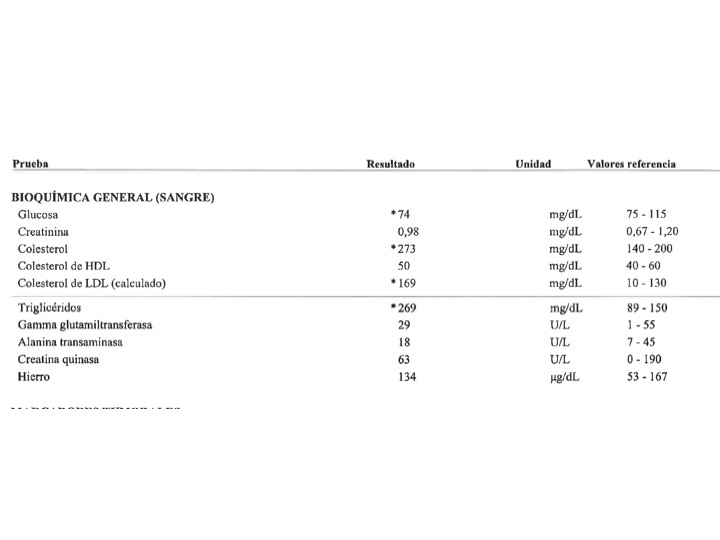 Prueba Resultado Unidad Valores referencia
BIOQUÍMICA GENERAL (SANGRE)
Glucosa *74 mg/dL 75 - 115
Creatinina 0,98 mg/dL 0,67 - 1,20
Colesterol *273 mg/dL 140 - 200
Colesterol de HDL 50 mg/dL 40 - 60
Colesterol de LDL (calculado) *169 mg/dL 10 - 130
Triglicéridos *269 mg/dL 89 - 150
Gamma glutamiltransferasa 29 U/L 1 - 55
Alanina transaminasa 18 U/L 7 - 45
Creatina quinasa 63 U/L 0 - 190
Hierro 134 µg/dL 53 - 167